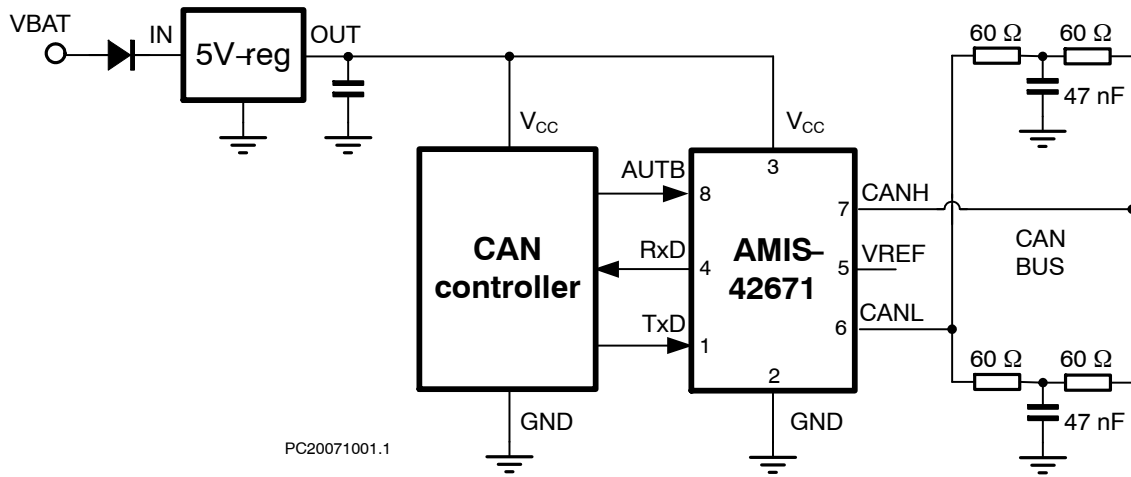 VBAT
IN
5V-reg
OUT
60 Ω
60 Ω
47 nF
VCC
VCC
AUTB
8
3
7
CANH
CAN
controller
RxD
4
AMIS-
42671
5
VREF
CAN
BUS
TxD
1
6
CANL
2
60 Ω
60 Ω
GND
GND
47 nF
PC20071001.1